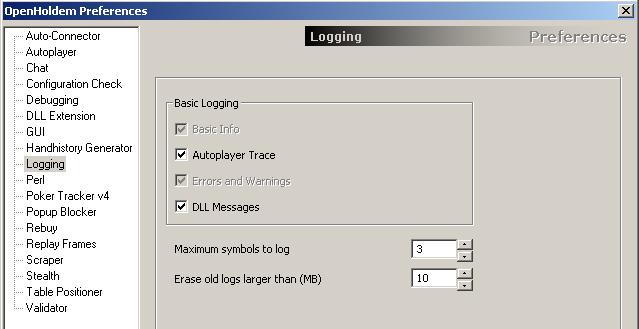 OpenHoldem Preferences
Auto-Connector
Autoplayer
Chat
Configuration Check
Debugging
DLL Extension
GUI
Handhistory Generator
Logging
Perl
Poker Tracker v4
Popup Blocker
Rebuy
Replay Frames
Scraper
Stealth
Table Positioner
Validator
Logging Preferences
Basic Logging
Basic Info
Autoplayer Trace
Errors and Warnings
DLL Messages
Maximum symbols to log 3
Erase old logs larger than (MB) 10